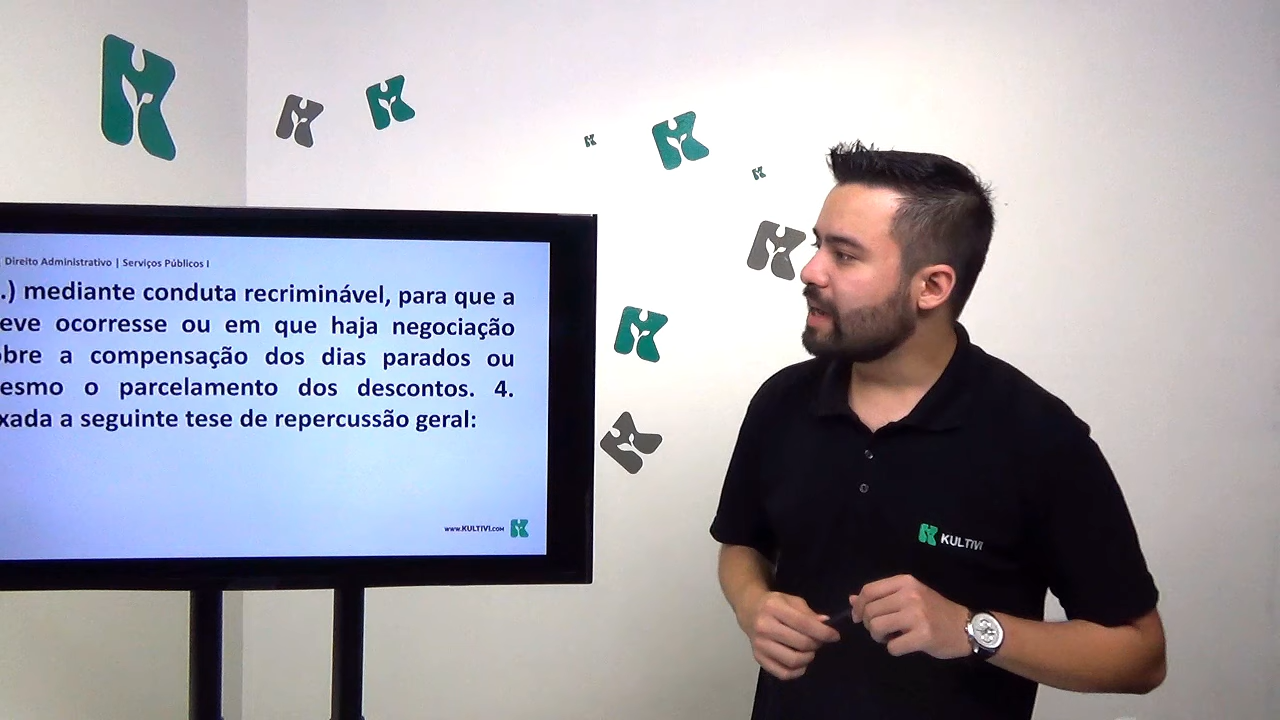 Direito Administrativo | Serviços Públicos I
.) mediante conduta recriminável, para que a
eve ocorresse ou em que haja negociação
bre a compensação dos dias parados ou
esmo o parcelamento dos descontos. 4.
xada a seguinte tese de repercussão geral:
www.KULTIVI.com
KULTIVI